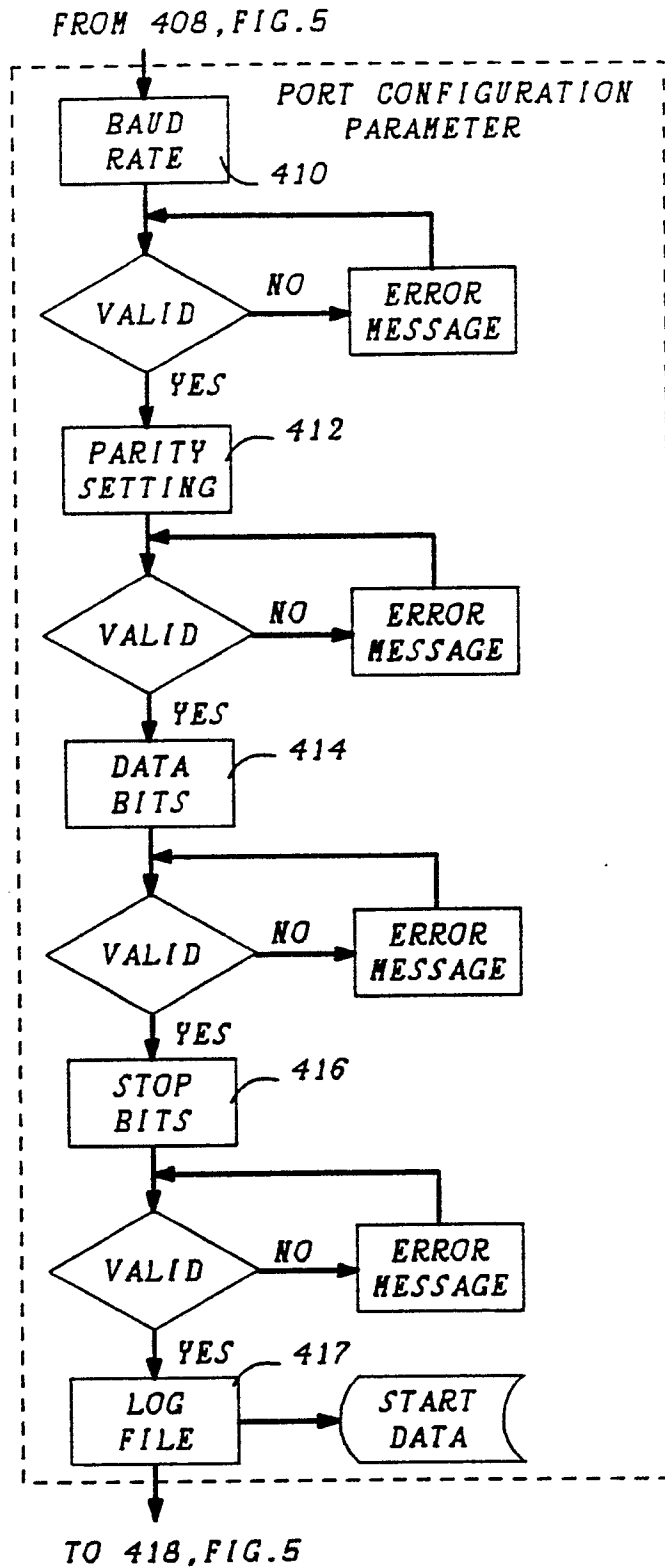 FROM 408, FIG.5
PORT CONFIGURATION
PARAMETER
BAUD
RATE
410
VALID
NO
ERROR
MESSAGE
YES
412
PARITY
SETTING
VALID
NO
ERROR
MESSAGE
YES
414
DATA
BITS
VALID
NO
ERROR
MESSAGE
YES
416
STOP
BITS
VALID
NO
ERROR
MESSAGE
YES
417
LOG
FILE
START
DATA
TO 418, FIG.5